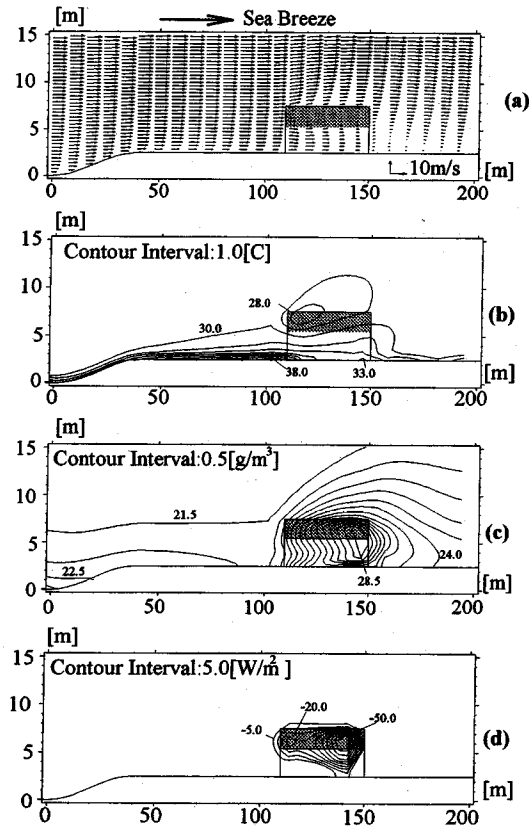 Sea Breeze
15
10
5
0
(a)
10m/s
[m]
0 50 100 150 200
[m]
15
Contour Interval:1.0[C]
10
28.0
(b)
5
30.0
0
38.0 33.0
[m]
0 50 100 150 200
[m]
15
Contour Interval:0.5[g/m³]
10
21.5
(c)
5
24.0
22.5
28.5
0
[m]
0 50 100 150 200
[m]
15
Contour Interval:5.0[W/m² ]
10
-20.0
-50.0
-5.0
(d)
5
0
[m]
0 50 100 150 200